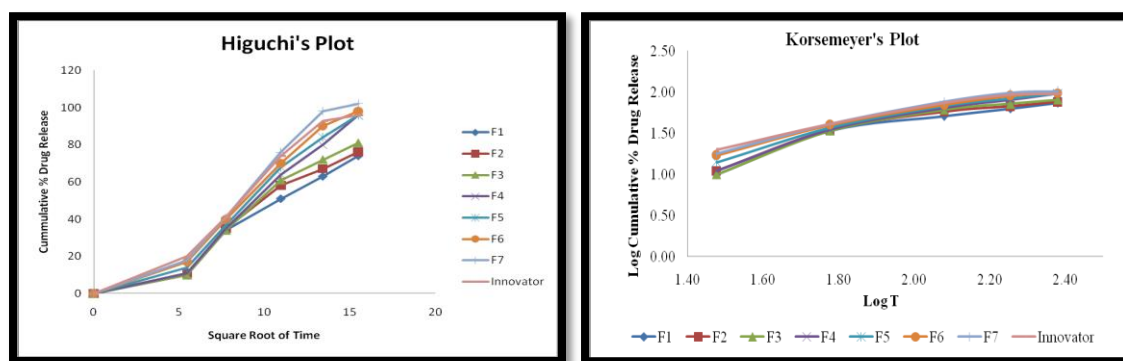 Higuchi's Plot
Cummulative % Drug Release
120
100
80
60
40
20
0
0 5 10 15 20
Square Root of Time
F1
F2
F3
F4
F5
F6
F7
Innovator
Korsemeyer's Plot
Log Cumulative % Drug Release
2.50
2.00
1.50
1.00
0.50
0.00
1.40 1.60 1.80 2.00 2.20 2.40
Log T
F1 F2 F3 F4 F5 F6 F7 Innovator